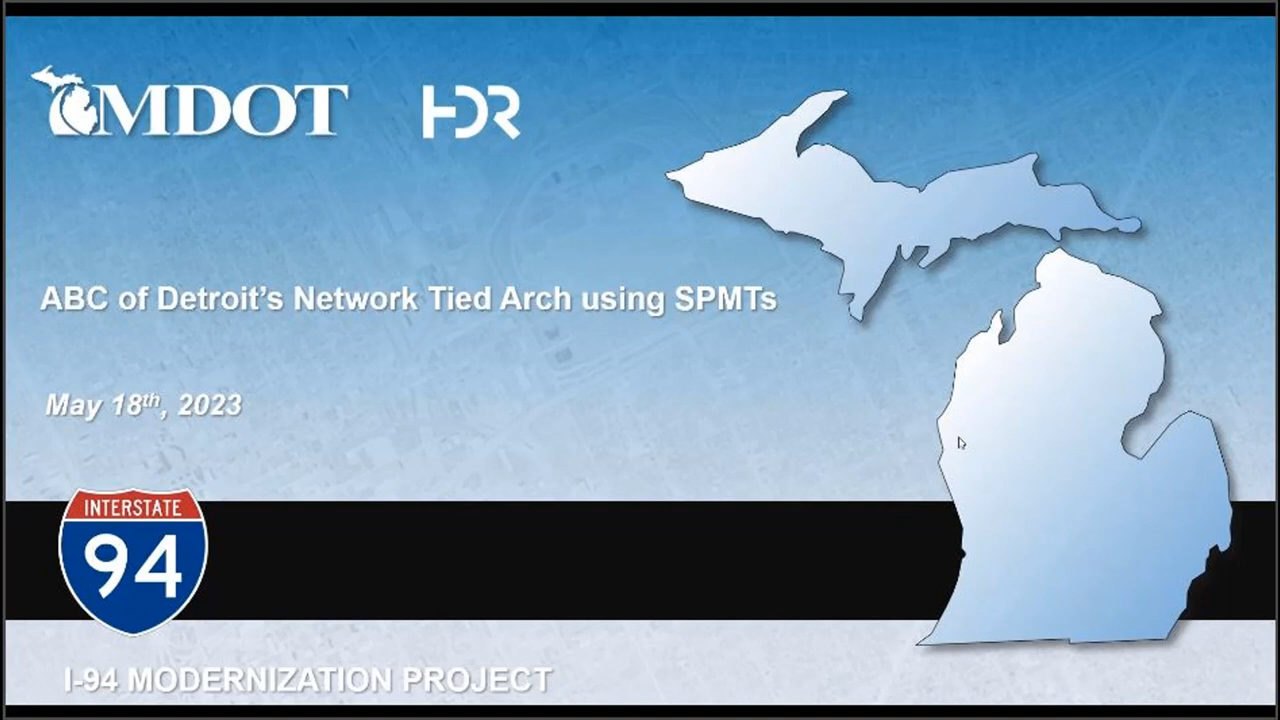 MDOT
HDR
ABC of Detroit's Network Tied Arch using SPMTs
May 18th, 2023
INTERSTATE
94
I-94 MODERNIZATION PROJECT